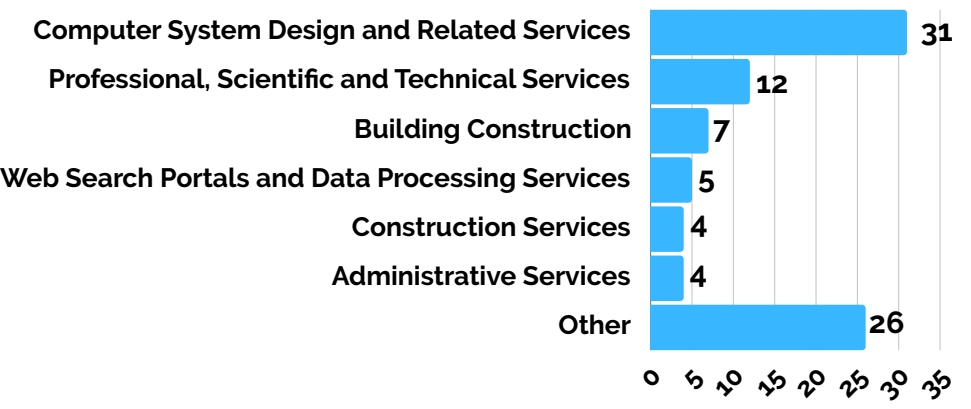 Computer System Design and Related Services 31
Professional, Scientific and Technical Services 12
Building Construction 7
Web Search Portals and Data Processing Services 5
Construction Services 4
Administrative Services 4
Other 26
0 5 10 15 20 25 30 35